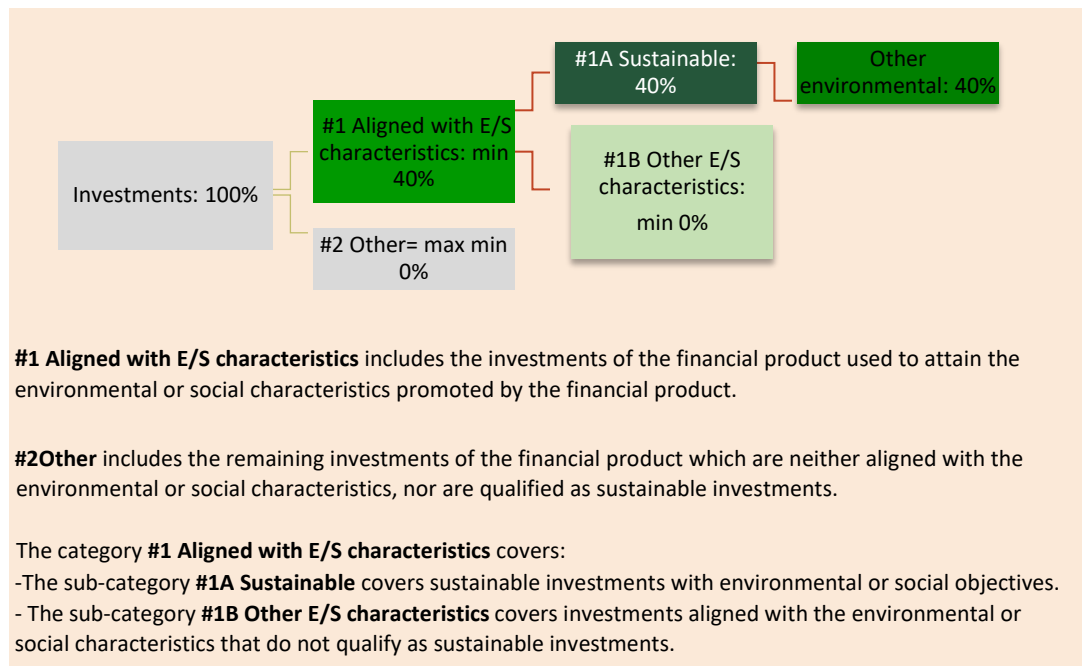 #1A Sustainable:
40%
Other
environmental: 40%
#1 Aligned with E/S
characteristics: min
40%
#1B Other E/S
characteristics:
min 0%
Investments: 100%
#2 Other= max min
0%
#1 Aligned with E/S characteristics includes the investments of the financial product used to attain the
environmental or social characteristics promoted by the financial product.
#2Other includes the remaining investments of the financial product which are neither aligned with the
environmental or social characteristics, nor are qualified as sustainable investments.
The category #1 Aligned with E/S characteristics covers:
-The sub-category #1A Sustainable covers sustainable investments with environmental or social objectives.
- The sub-category #1B Other E/S characteristics covers investments aligned with the environmental or
social characteristics that do not qualify as sustainable investments.